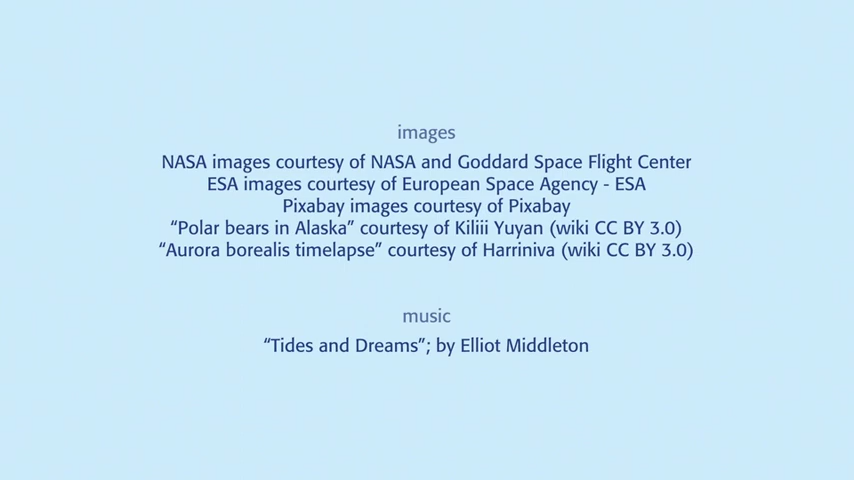 images
NASA images courtesy of NASA and Goddard Space Flight Center
ESA images courtesy of European Space Agency - ESA
Pixabay images courtesy of Pixabay
“Polar bears in Alaska” courtesy of Kiliii Yuyan (wiki CC BY 3.0)
“Aurora borealis timelapse” courtesy of Harriniva (wiki CC BY 3.0)
music
“Tides and Dreams”; by Elliot Middleton